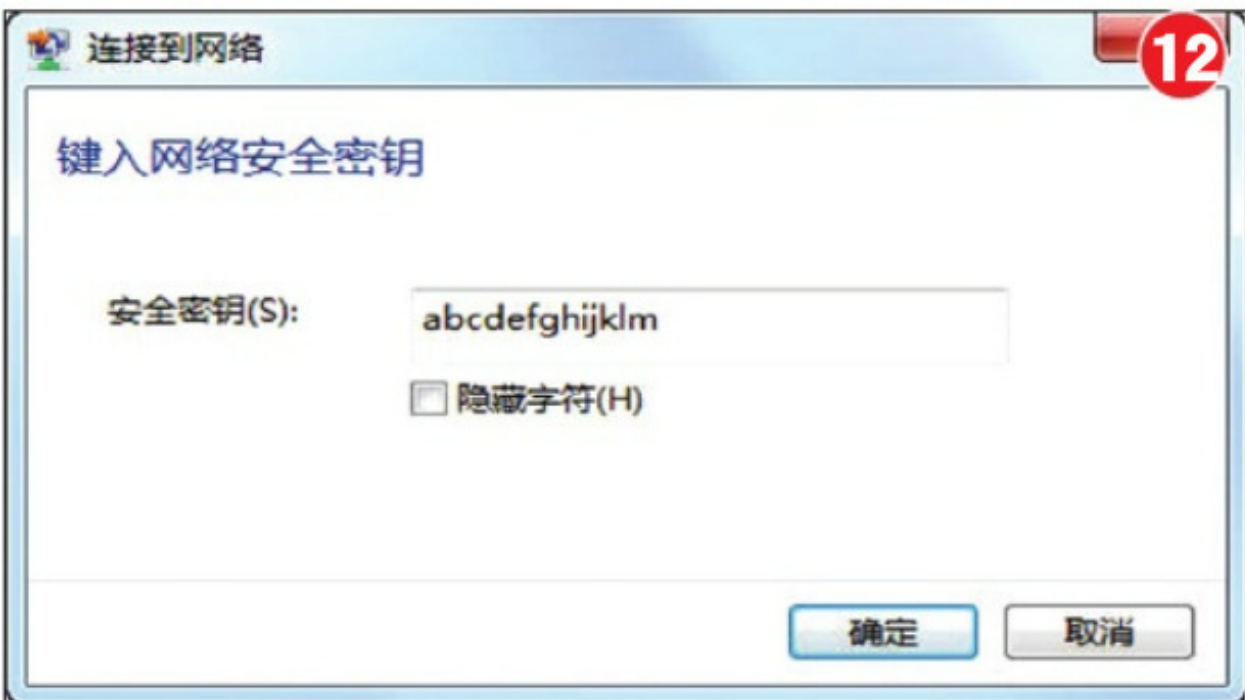 连接到网络
12
键入网络安全密钥
安全密钥(S):
abcdefghijklm
隐藏字符(H)
确定
取消